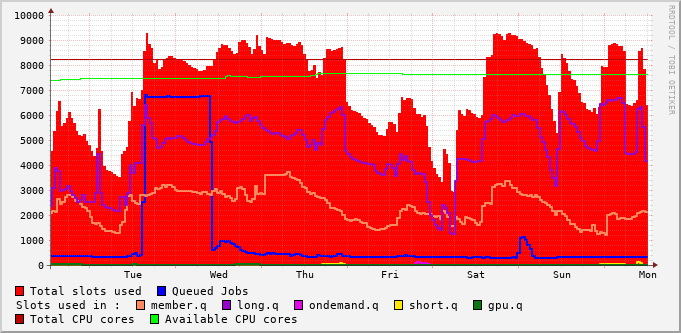 10000
9000
8000
7000
6000
5000
4000
3000
2000
1000
0
Tue Wed Thu Fri Sat Sun Mon
RRDTOOL / TOBI OETIKER
Total slots used Queued Jobs
Slots used in : member.q long.q ondemand.q short.q gpu.q
Total CPU cores Available CPU cores